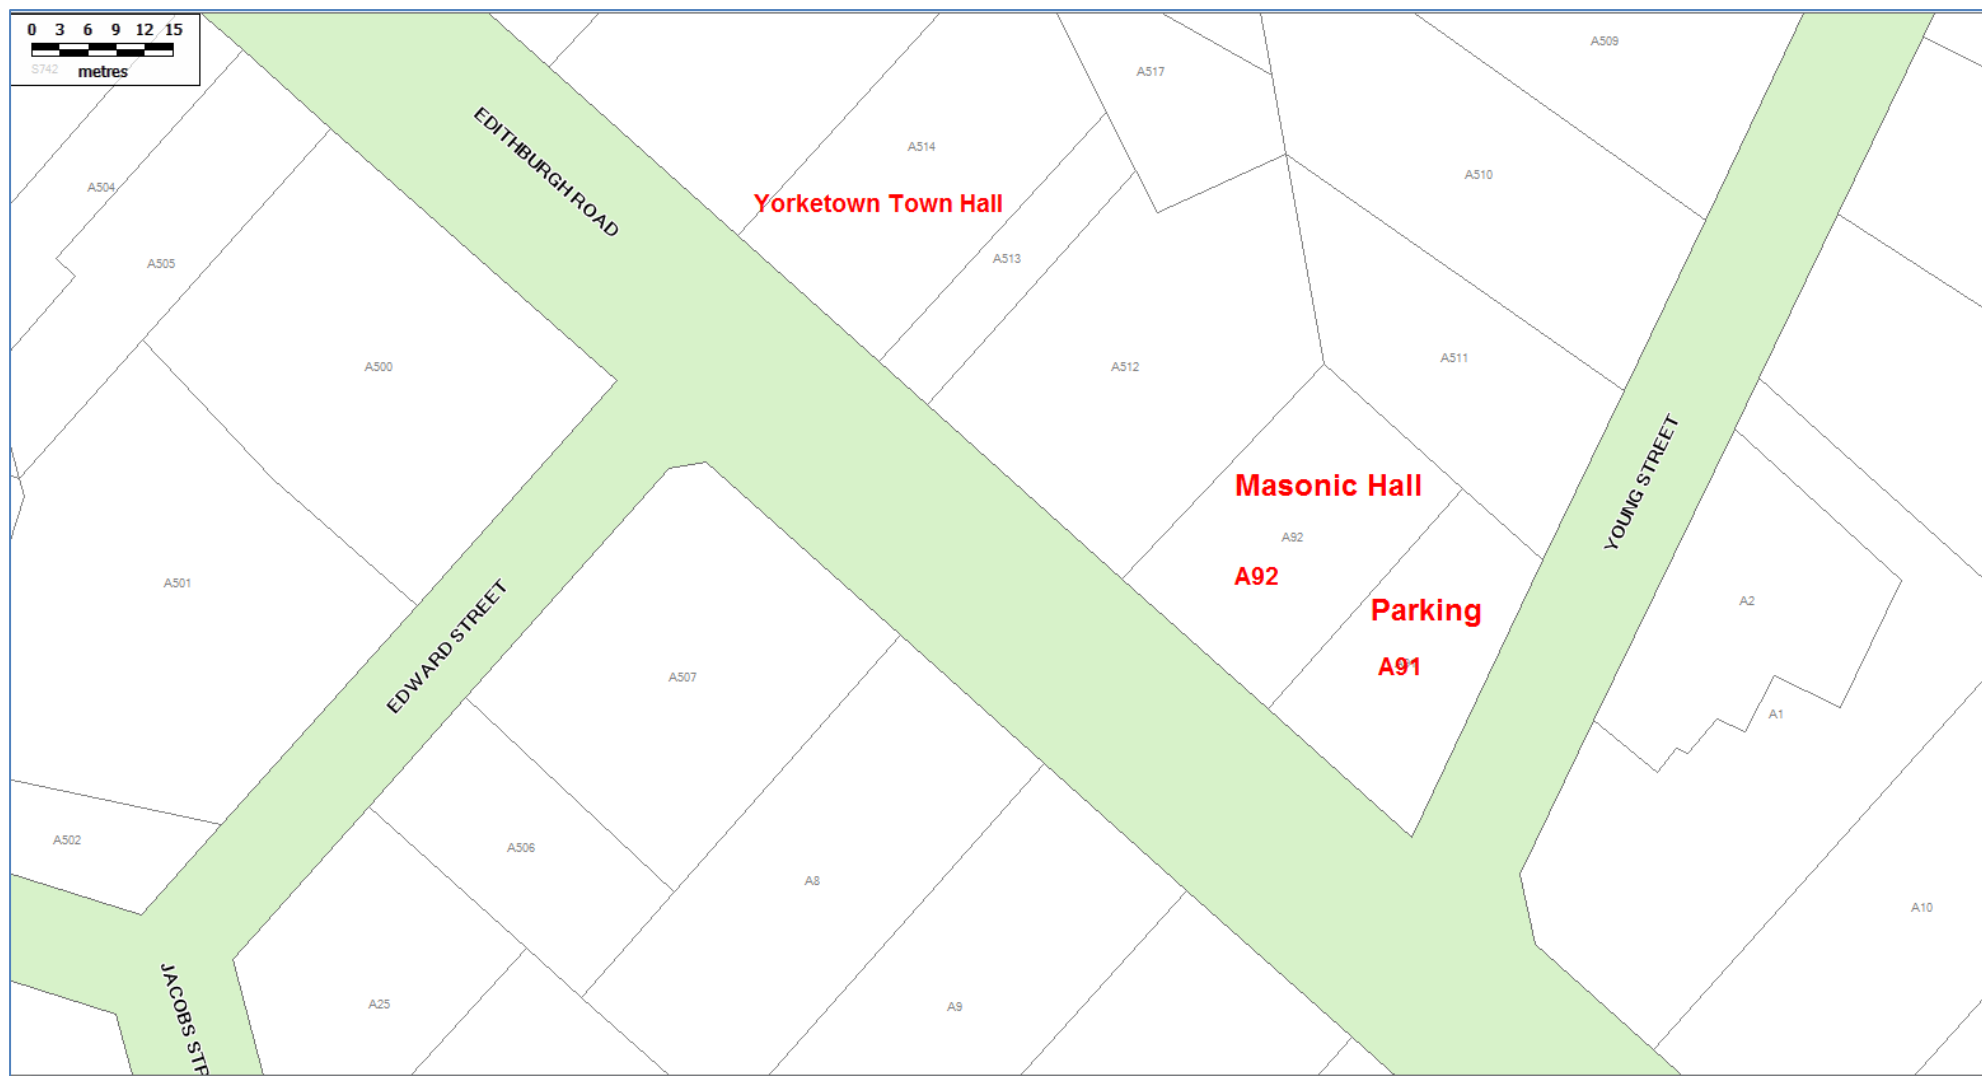 0 3 6 9 12 15
S742 metres
A509
A517
EDITHBURGH ROAD
A514
A510
A504
Yorketown Town Hall
A505
A513
A500
A512
A511
Masonic Hall
YOUNG STREET
A92
A92
A501
Parking
A2
EDWARD STREET
A91
A507
A1
A502
A506
A8
A10
JACOBS STR
A25
A9